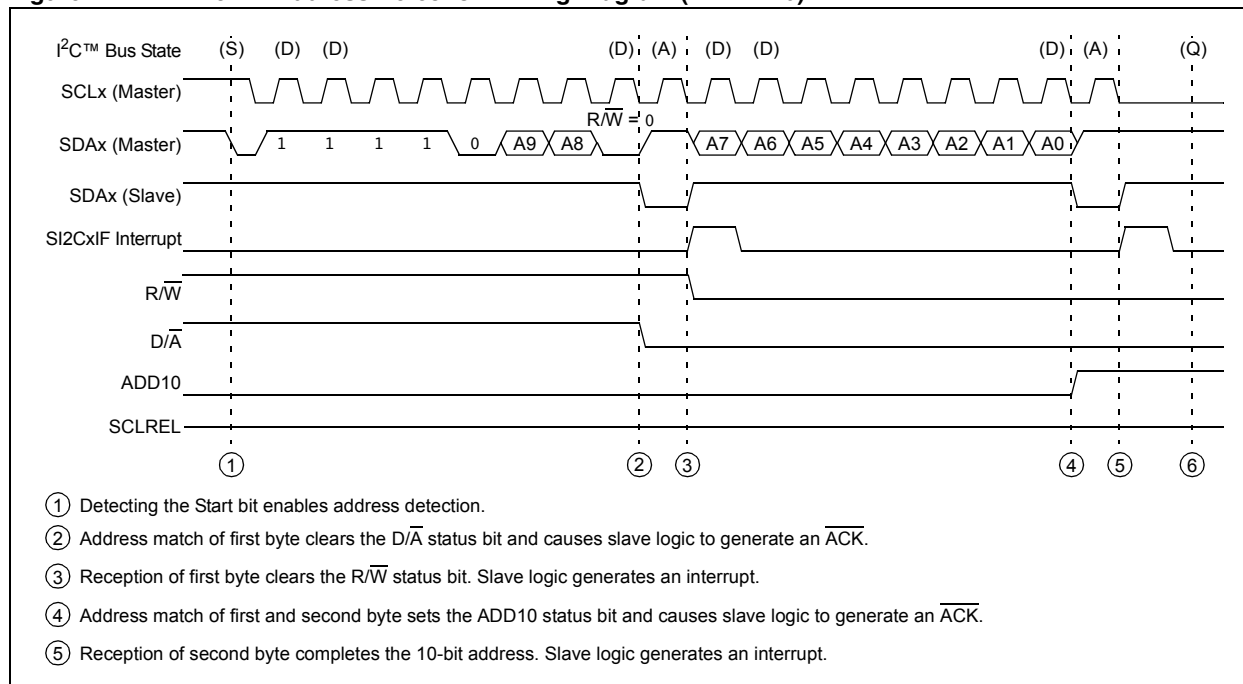 Figure Address Timing Diagram
I²C™ Bus State (S) (D) (D) (D) (A) (D) (D) (D) (A) (Q)
SCLx (Master)
R/W̅ = 0
SDAx (Master) 1 1 1 1 0 A9 A8 A7 A6 A5 A4 A3 A2 A1 A0
SDAx (Slave)
SI2CxIF Interrupt
R/W̅
D/A̅
ADD10
SCLREL
1 2 3 4 5 6
1 Detecting the Start bit enables address detection.
2 Address match of first byte clears the D/A̅ status bit and causes slave logic to generate an A̅C̅K̅.
3 Reception of first byte clears the R/W̅ status bit. Slave logic generates an interrupt.
4 Address match of first and second byte sets the ADD10 status bit and causes slave logic to generate an A̅C̅K̅.
5 Reception of second byte completes the 10-bit address. Slave logic generates an interrupt.